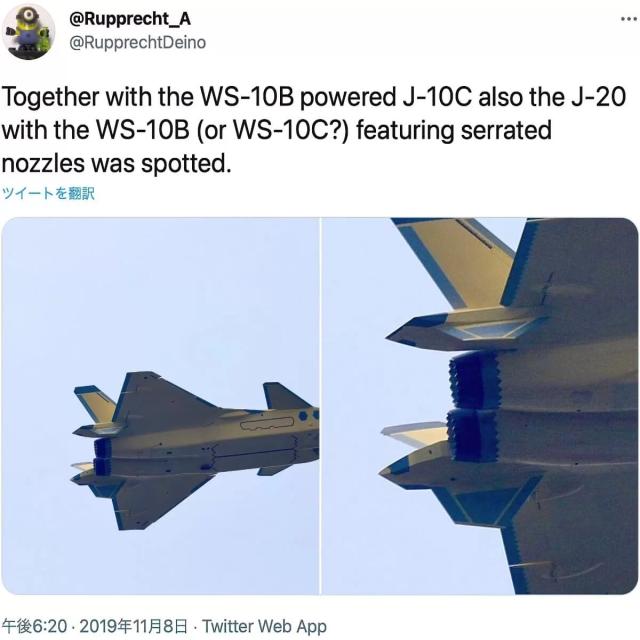 @Rupprecht_A
@RupprechtDeino
Together with the WS-10B powered J-10C also the J-20
with the WS-10B (or WS-10C?) featuring serrated
nozzles was spotted.
ツイートを翻訳
午後6:20 · 2019年11月8日 · Twitter Web App